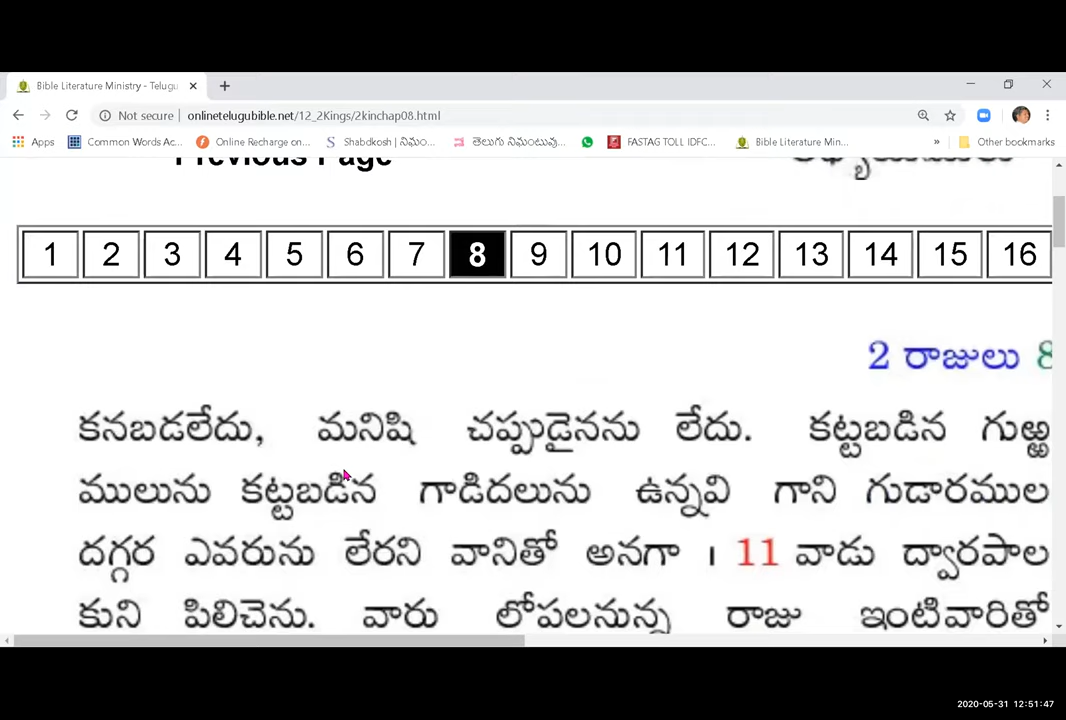 Bible Literature Ministry - Telugu
Not secure | onlinetelugubible.net/12_2Kings/2kinchap08.html
Apps Common Words Ac... Online Recharge on... Shabdkosh | నిఘం... తెలుగు నిఘంటువు... FASTAG TOLL IDFC... Bible Literature Min... » Other bookmarks
Previous Page
1 2 3 4 5 6 7 8 9 10 11 12 13 14 15 16
2 రాజులు 8
కనబడలేదు, మనిషి చప్పుడైనను లేదు. కట్టబడిన గుఱ్ఱ
ములును కట్టబడిన గాడిదలును ఉన్నవి గాని గుడారముల
దగ్గర ఎవరును లేరని వానితో అనగా । 11 వాడు ద్వారపాల
కుని పిలిచెను. వారు లోపలనున్న రాజు ఇంటివారితో
2020-05-31 12:51:47